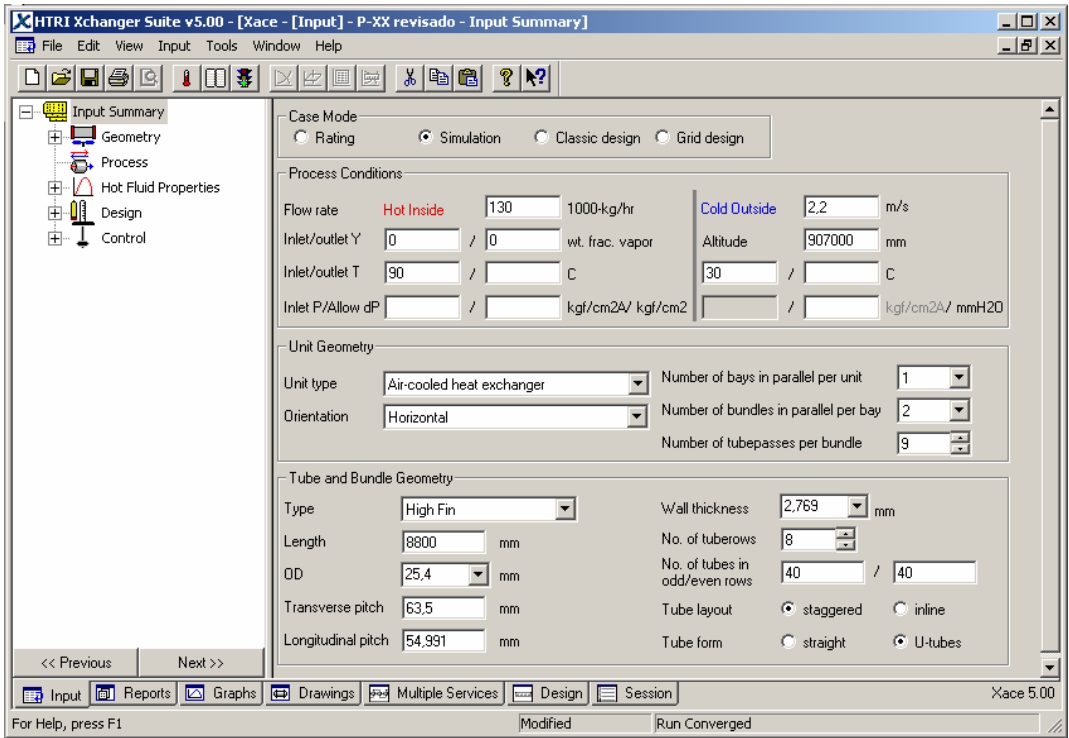 HTRI Xchanger Suite v5.00 - [Xace - [Input] - P-XX revisado - Input Summary]
File Edit View Input Tools Window Help
Input Summary
Geometry
Process
Hot Fluid Properties
Design
Control
<< Previous Next >>
Case Mode
Rating Simulation Classic design Grid design
Process Conditions
Flow rate Hot Inside 130 1000-kg/hr Cold Outside 2,2 m/s
Inlet/outlet Y 0 / 0 wt. frac. vapor Altitude 907000 mm
Inlet/outlet T 90 / C 30 / C
Inlet P/Allow dP / kgf/cm2A/ kgf/cm2 / kgf/cm2A/ mmH2O
Unit Geometry
Unit type Air-cooled heat exchanger Number of bays in parallel per unit 1
Orientation Horizontal Number of bundles in parallel per bay 2
Number of tubepasses per bundle 9
Tube and Bundle Geometry
Type High Fin Wall thickness 2,769 mm
Length 8800 mm No. of tuberows 8
OD 25,4 mm No. of tubes in odd/even rows 40 / 40
Transverse pitch 63,5 mm Tube layout staggered inline
Longitudinal pitch 54,991 mm Tube form straight U-tubes
Input Reports Graphs Drawings Multiple Services Design Session Xace 5.00
For Help, press F1 Modified Run Converged